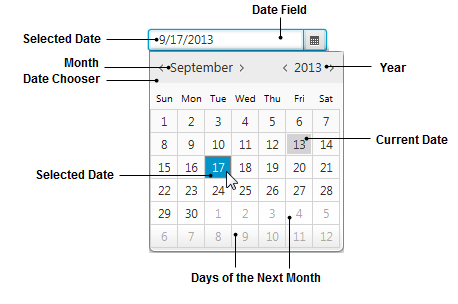 Date Field
Selected Date
9/17/2013
Month
September
2013
Year
Date Chooser
Sun Mon Tue Wed Thu Fri Sat
1 2 3 4 5 6 7
8 9 10 11 12 13 14
Current Date
15 16 17 18 19 20 21
Selected Date
22 23 24 25 26 27 28
29 30 1 2 3 4 5
6 7 8 9 10 11 12
Days of the Next Month